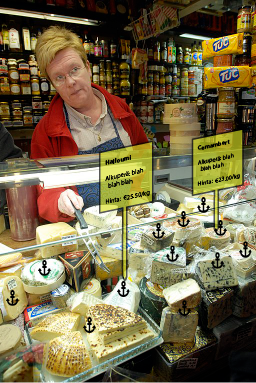 TUC
TUC
Halloumi
Alkuperä: blah
blah blah
Hinta: €25.50/kg
Camembert
Alkuperä: blah
blah blah
Hinta: €23.00/kg